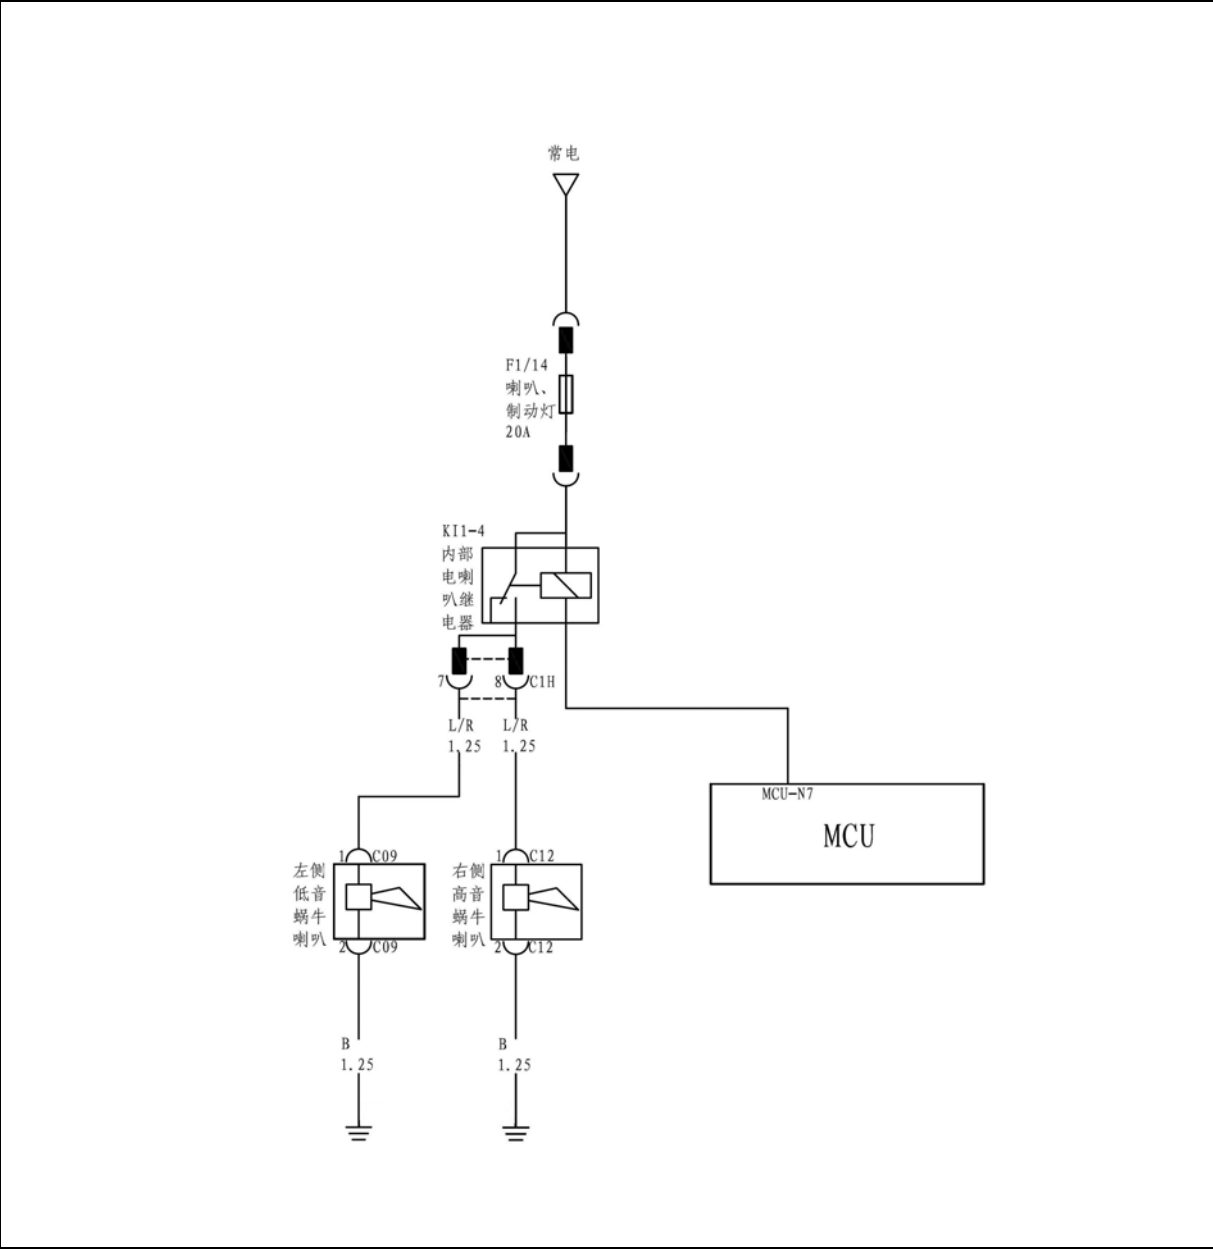 常电
F1/14
喇叭、
制动灯
20A
KI1-4
内部
电喇
叭继
电器
7
8
C1H
L/R
1.25
L/R
1.25
MCU-N7
MCU
1
C09
左侧
低音
蜗牛
喇叭
2
C09
1
C12
右侧
高音
蜗牛
喇叭
2
C12
B
1.25
B
1.25